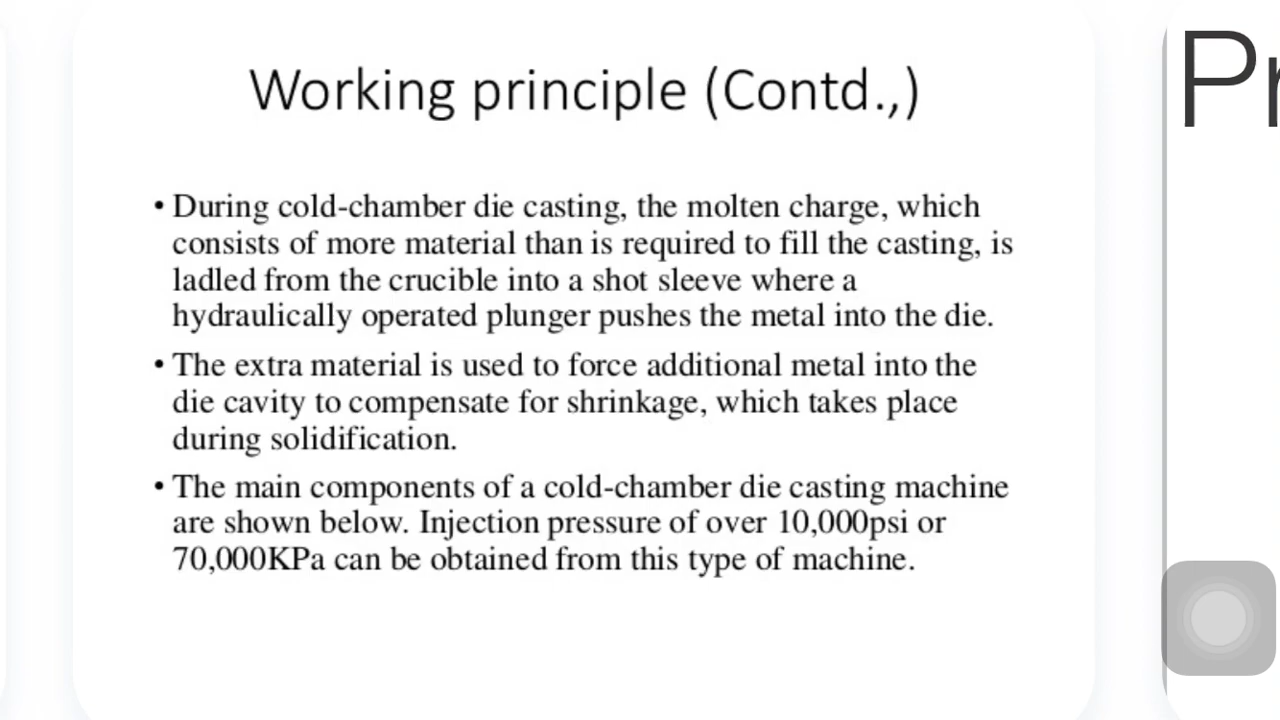 Working principle (Contd.,)
• During cold-chamber die casting, the molten charge, which
consists of more material than is required to fill the casting, is
ladled from the crucible into a shot sleeve where a
hydraulically operated plunger pushes the metal into the die.
• The extra material is used to force additional metal into the
die cavity to compensate for shrinkage, which takes place
during solidification.
• The main components of a cold-chamber die casting machine
are shown below. Injection pressure of over 10,000psi or
70,000KPa can be obtained from this type of machine.